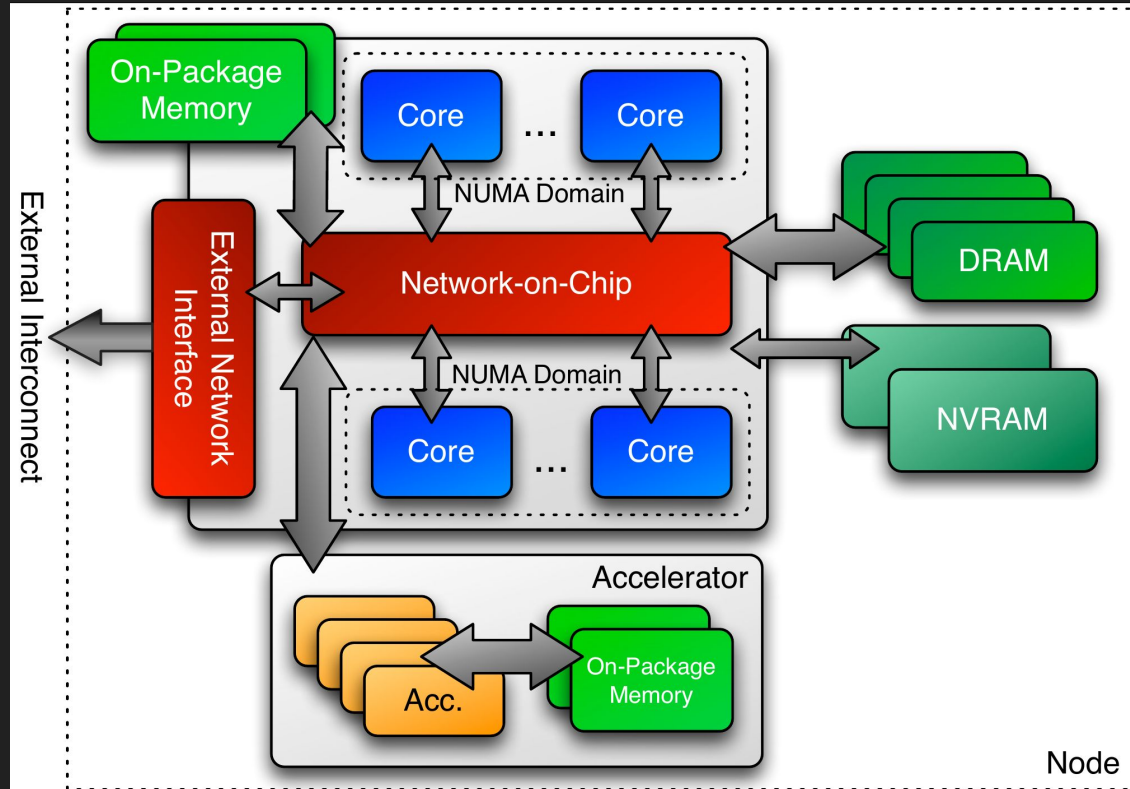 On-Package
Memory
Core
...
Core
NUMA Domain
External Interconnect
External Network
Interface
Network-on-Chip
DRAM
NUMA Domain
NVRAM
Core
...
Core
Accelerator
Acc.
On-Package
Memory
Node